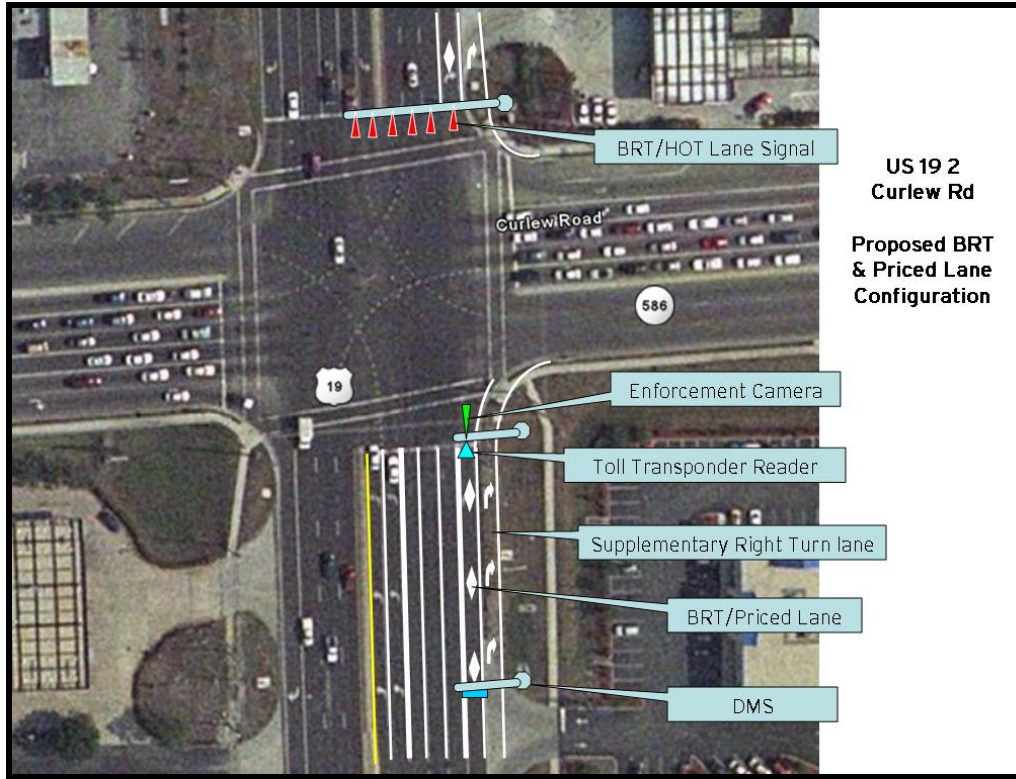 BRT/HOT Lane Signal
US 19 2
Curlew Rd
Proposed BRT
& Priced Lane
Configuration
Curlew Road
586
19
Enforcement Camera
Toll Transponder Reader
Supplementary Right Turn lane
BRT/Priced Lane
DMS